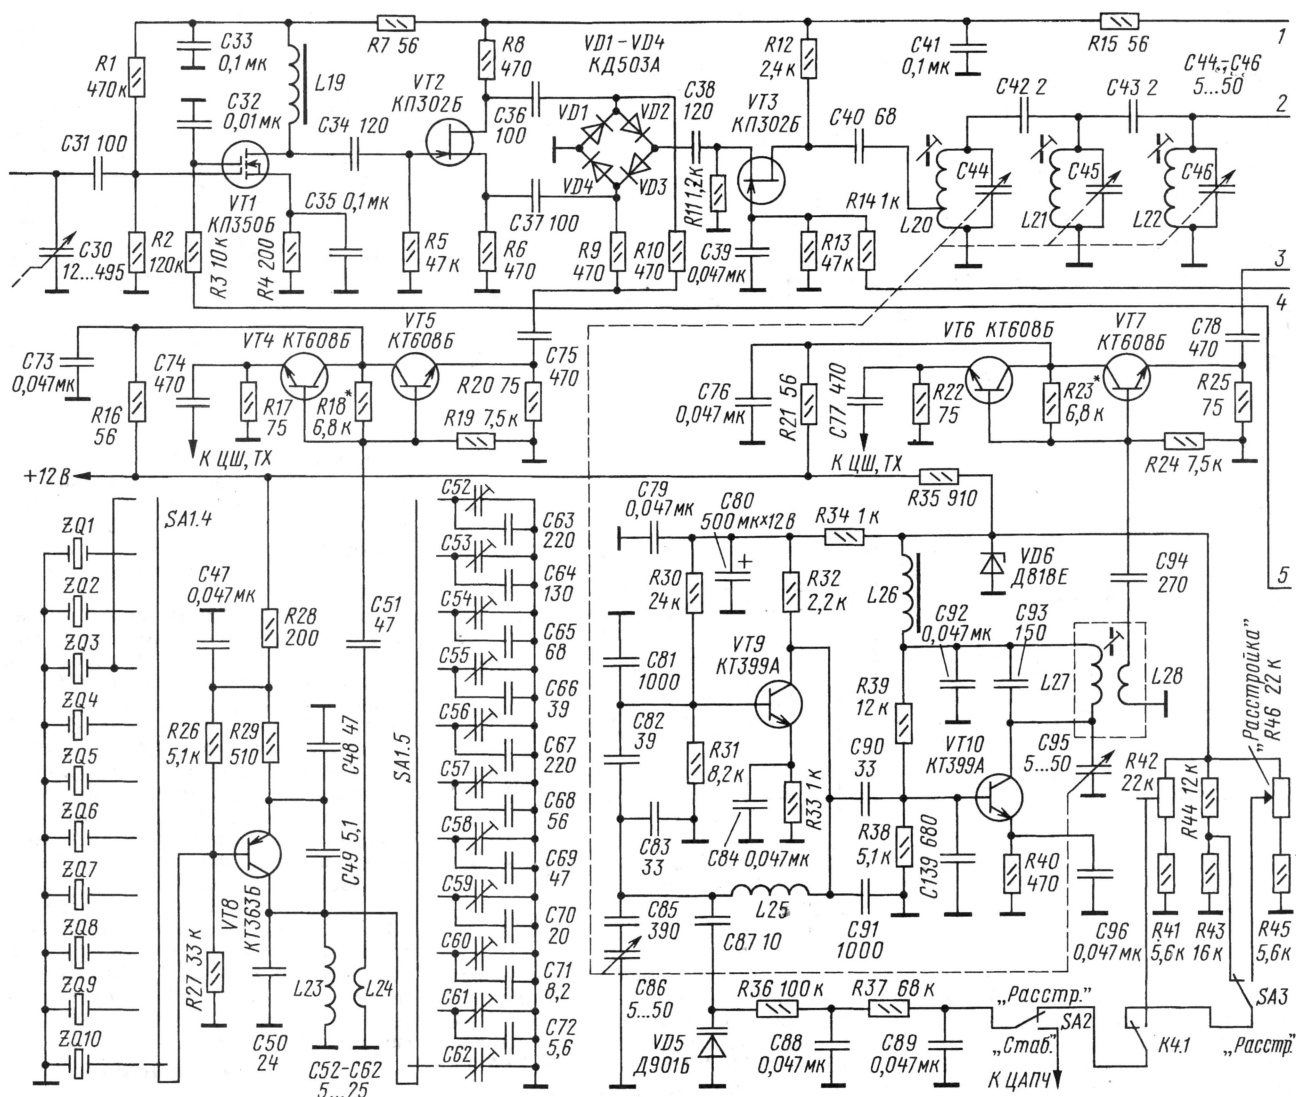 C33
0,1 мк
R7 56
R8
470
VD1-VD4
КД503А
R12
2,4к
C41
0,1 мк
R15 56
1
R1
470к
L19
VT2
КП302Б
C32
0,01 мк
C34 120
C36
100
VD1
VD2
C38
120
VT3
КП302Б
C40 68
C42 2
C43 2
C44-C46
5...50
2
C31 100
VT1
КП350Б
C35 0,1 мк
VD4
VD3
C37 100
R11 1,2к
R14 1к
L20
C44
L21
C45
L22
C46
C30
12...495
R2
120к
R3 10к
R4 200
R5
47к
R6
470
R9
470
R10
470
C39
0,047мк
R13
47к
3
4
C73
0,047мк
C74
470
VT4 КТ608Б
VT5
КТ608Б
C75
470
R16
56
R17
75
R18*
6,8к
R20 75
R19 7,5к
К ЦШ, ТХ
C76
0,047мк
R21 56
C77 470
VT6 КТ608Б
VT7
КТ608Б
C78
470
R22
75
R23*
6,8к
R25
75
R24 7,5к
К ЦШ, ТХ
+12В
R35 910
ZQ1
ZQ2
ZQ3
ZQ4
ZQ5
ZQ6
ZQ7
ZQ8
ZQ9
ZQ10
SA1.4
C47
0,047мк
R28
200
C51
47
R26
5,1к
R29
510
C48 47
C49 5,1
VT8
КТ363Б
R27 33к
L23
L24
C50
24
C52-C62
5...25
SA1.5
C52
C63
220
C53
C64
130
C54
C65
68
C55
C66
39
C56
C67
220
C57
C68
56
C58
C69
47
C59
C70
20
C60
C71
8,2
C61
C72
5,6
C62
C79
0,047мк
C80
500мк×12В
+
R34 1к
VD6
Д818Е
C94
270
5
R30
24к
R32
2,2к
L26
C92
0,047мк
C93
150
C81
1000
VT9
КТ399А
L27
L28
C82
39
R31
8,2к
R39
12к
VT10
КТ399А
C95
5...50
„Расстройка”
R46 22к
R42
22к
R44 12к
C90
33
C83
33
C84 0,047мк
R33 1к
R38
5,1к
C139 680
R40
470
C96
0,047мк
R41
5,6к
R43
16к
R45
5,6к
C85
390
C87 10
L25
C91
1000
C86
5...50
R36 100к
R37 68к
VD5
Д901Б
C88
0,047мк
C89
0,047мк
„Расстр.”
SA2
„Стаб.”
К ЦАПЧ
К4.1
SA3
„Расстр.”